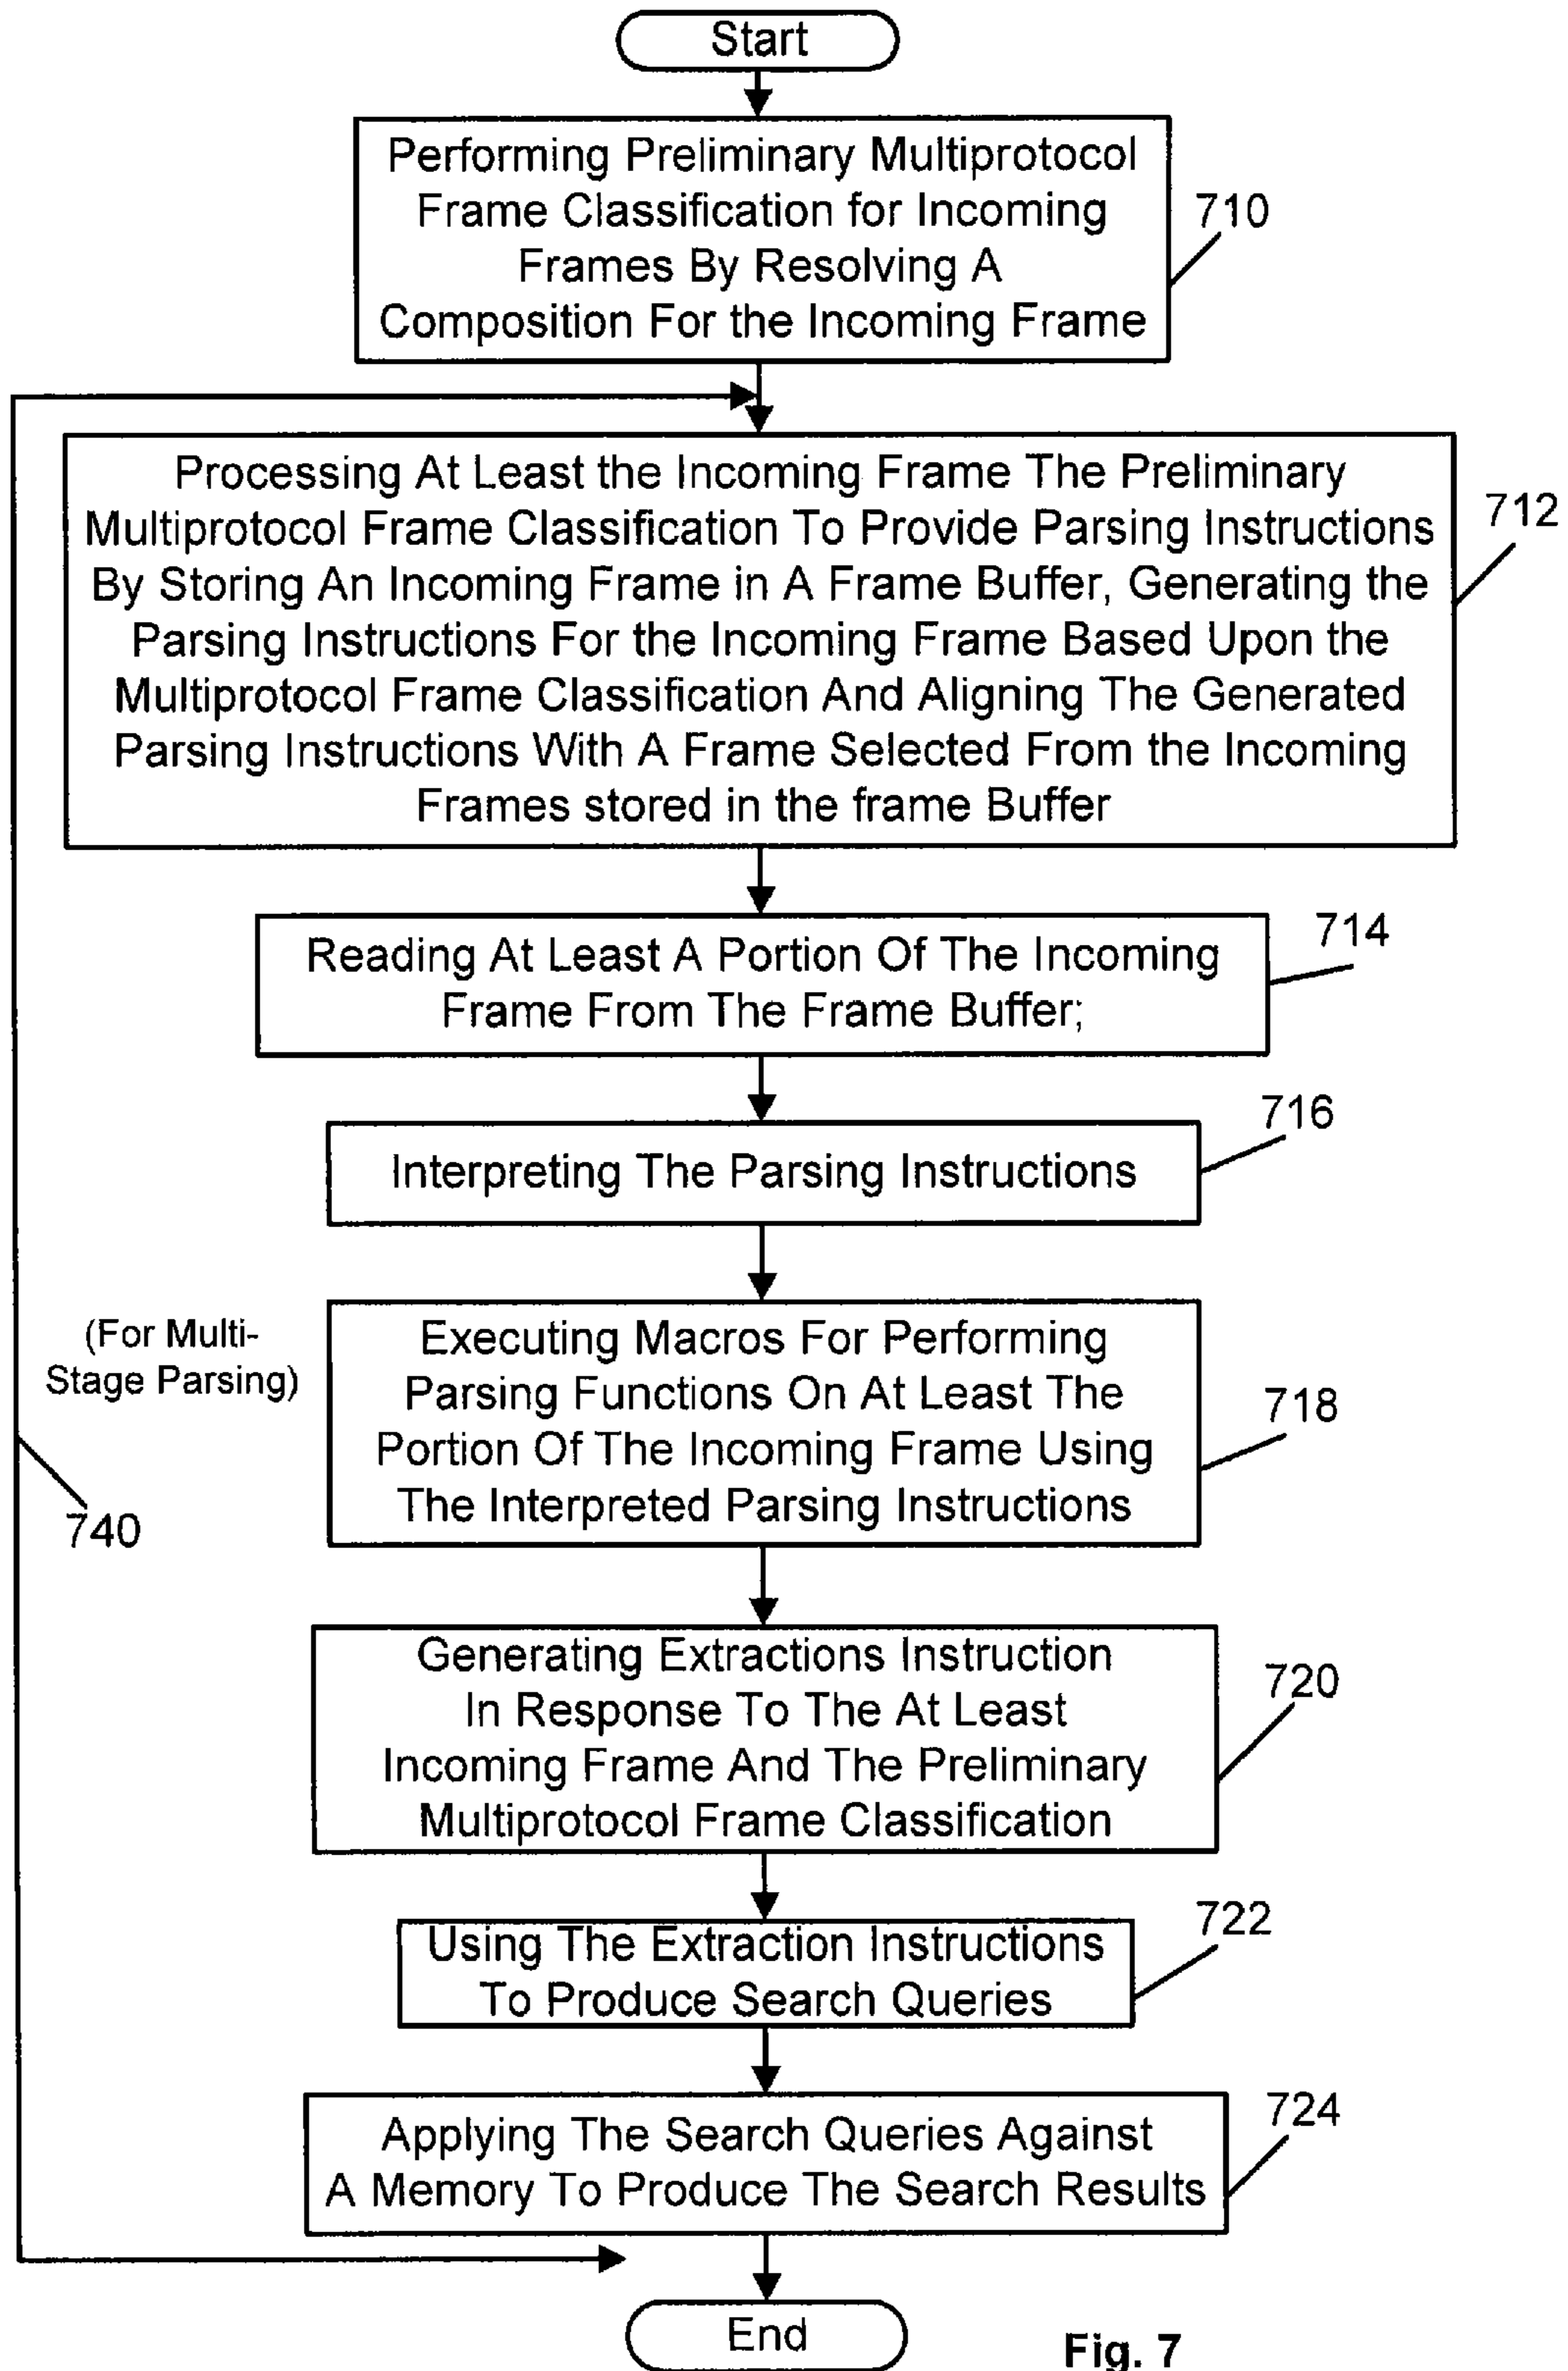 Start
Performing Preliminary Multiprotocol
Frame Classification for Incoming
Frames By Resolving A
Composition For the Incoming Frame
710
Processing At Least the Incoming Frame The Preliminary
Multiprotocol Frame Classification To Provide Parsing Instructions
By Storing An Incoming Frame in A Frame Buffer, Generating the
Parsing Instructions For the Incoming Frame Based Upon the
Multiprotocol Frame Classification And Aligning The Generated
Parsing Instructions With A Frame Selected From the Incoming
Frames stored in the frame Buffer
712
Reading At Least A Portion Of The Incoming
Frame From The Frame Buffer;
714
Interpreting The Parsing Instructions
716
(For Multi-
Stage Parsing)
740
Executing Macros For Performing
Parsing Functions On At Least The
Portion Of The Incoming Frame Using
The Interpreted Parsing Instructions
718
Generating Extractions Instruction
In Response To The At Least
Incoming Frame And The Preliminary
Multiprotocol Frame Classification
720
Using The Extraction Instructions
To Produce Search Queries
722
Applying The Search Queries Against
A Memory To Produce The Search Results
724
End
Fig. 7